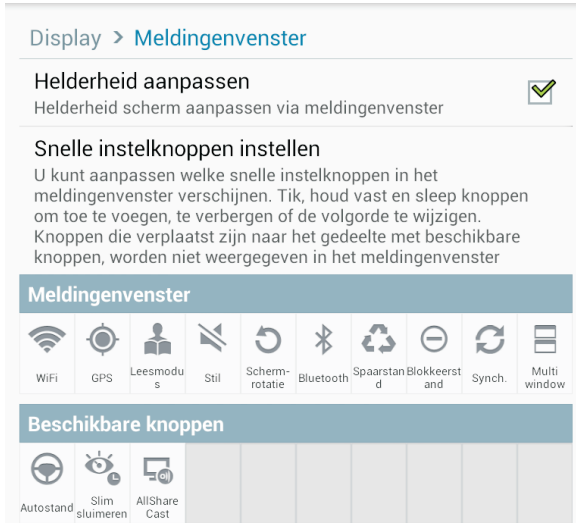 Display > Meldingenvenster
Helderheid aanpassen
Helderheid scherm aanpassen via meldingenvenster
Snelle instelknoppen instellen
U kunt aanpassen welke snelle instelknoppen in het
meldingenvenster verschijnen. Tik, houd vast en sleep knoppen
om toe te voegen, te verbergen of de volgorde te wijzigen.
Knoppen die verplaatst zijn naar het gedeelte met beschikbare
knoppen, worden niet weergegeven in het meldingenvenster
Meldingenvenster
WiFi
GPS
Leesmodu
s
Stil
Scherm-
rotatie
Bluetooth
Spaarstan
d
Blokkeerst
and
Synch.
Multi
window
Beschikbare knoppen
Autostand
Slim
sluimeren
AllShare
Cast